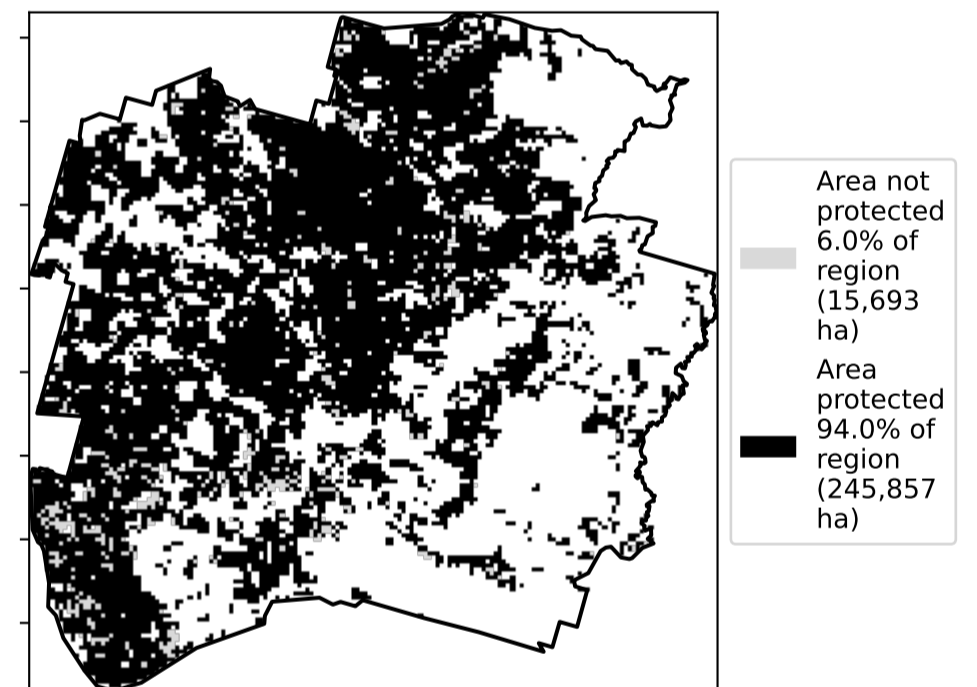 Area not
protected
6.0% of
region
(15,693
ha)
Area
protected
94.0% of
region
(245,857
ha)